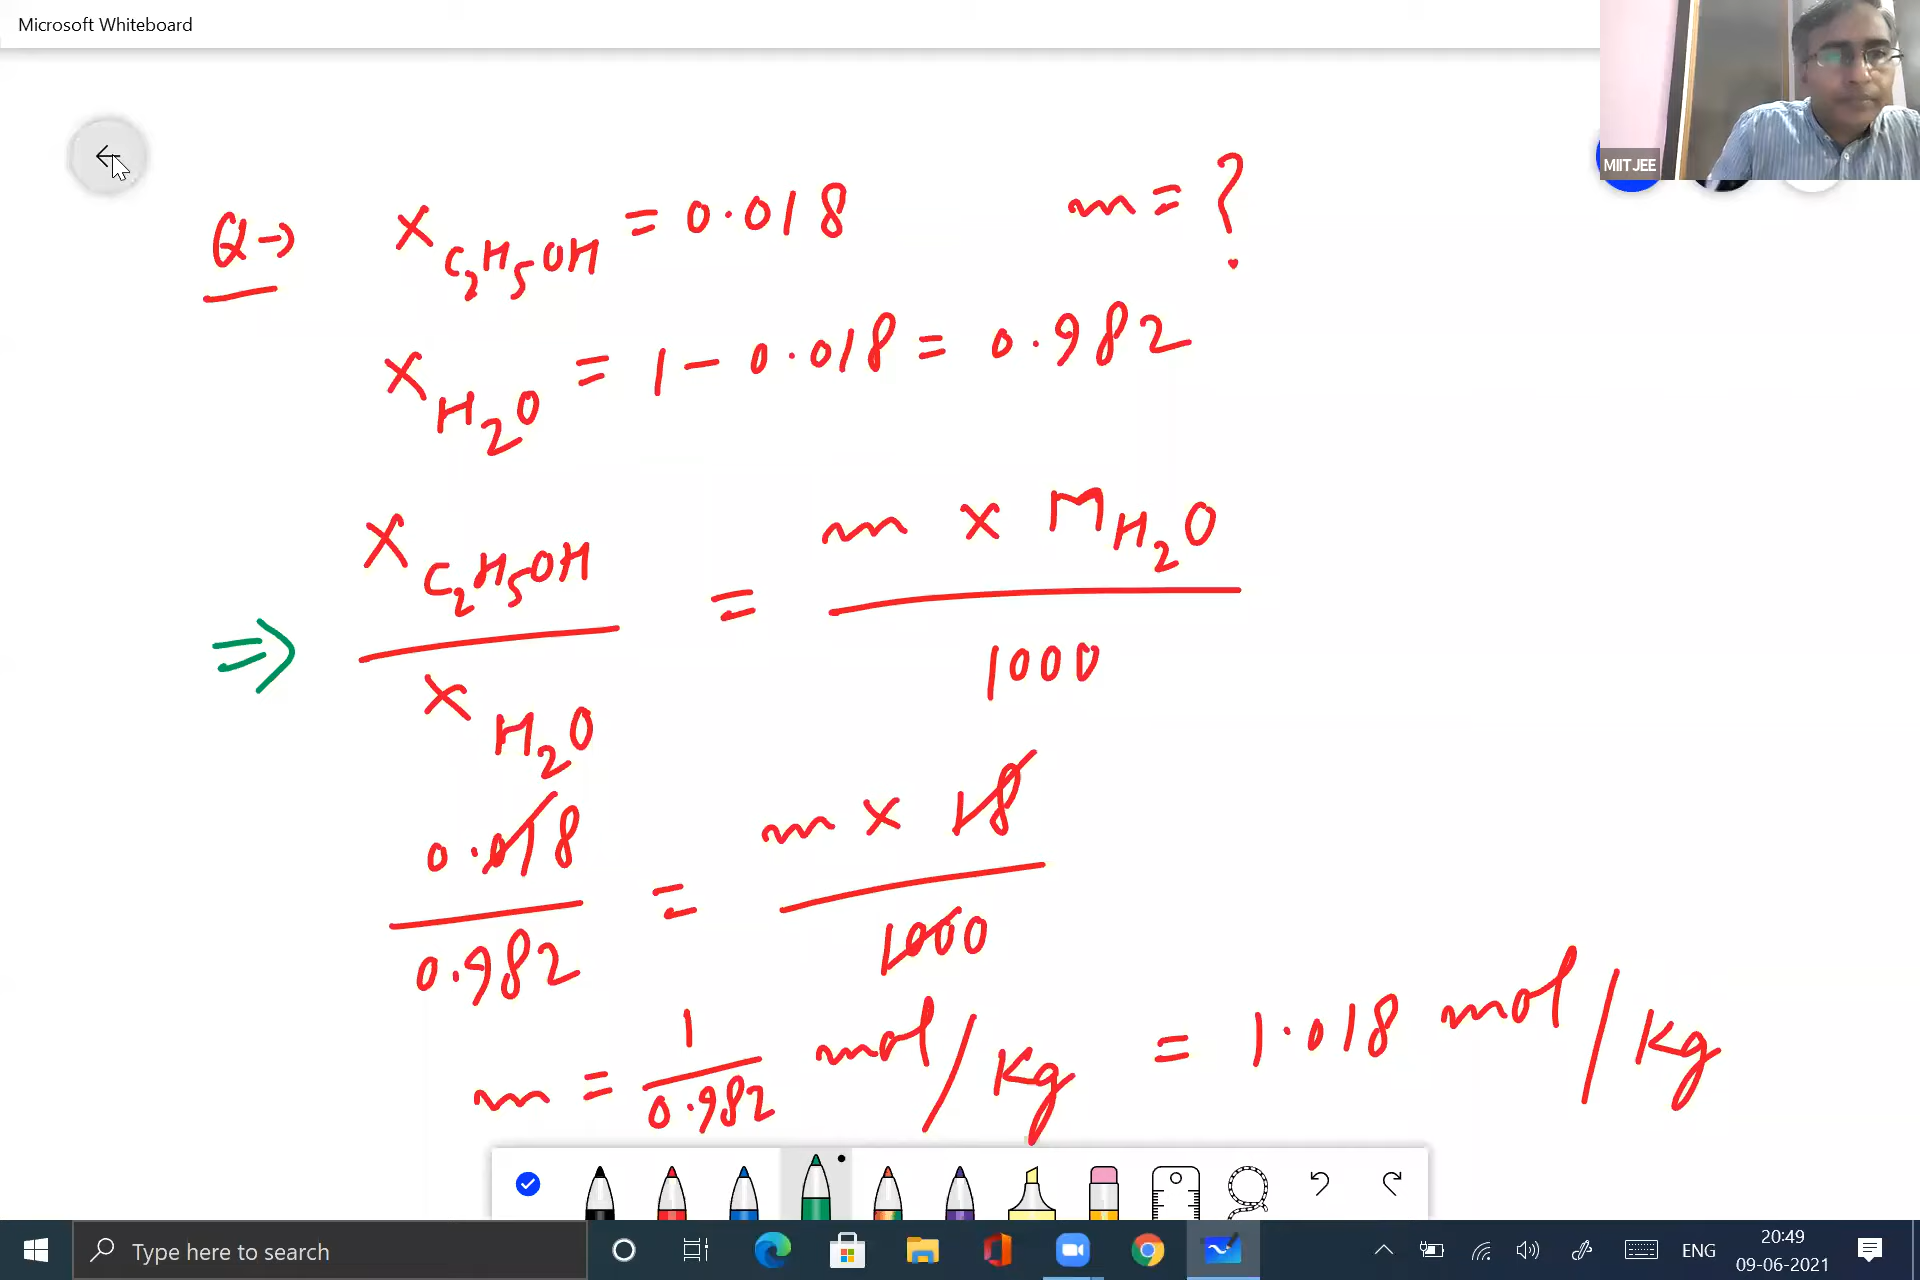 Microsoft Whiteboard
MIITJEE
Q→ x C₂H₅OH = 0.018 m = ?
x H₂O = 1 - 0.018 = 0.982
⇒ x C₂H₅OH / x H₂O = m × M H₂O / 1000
0.018 / 0.982 = m × 18 / 1000
m = 1/0.982 mol/kg = 1.018 mol/kg
Type here to search
ENG
20:49
09-06-2021